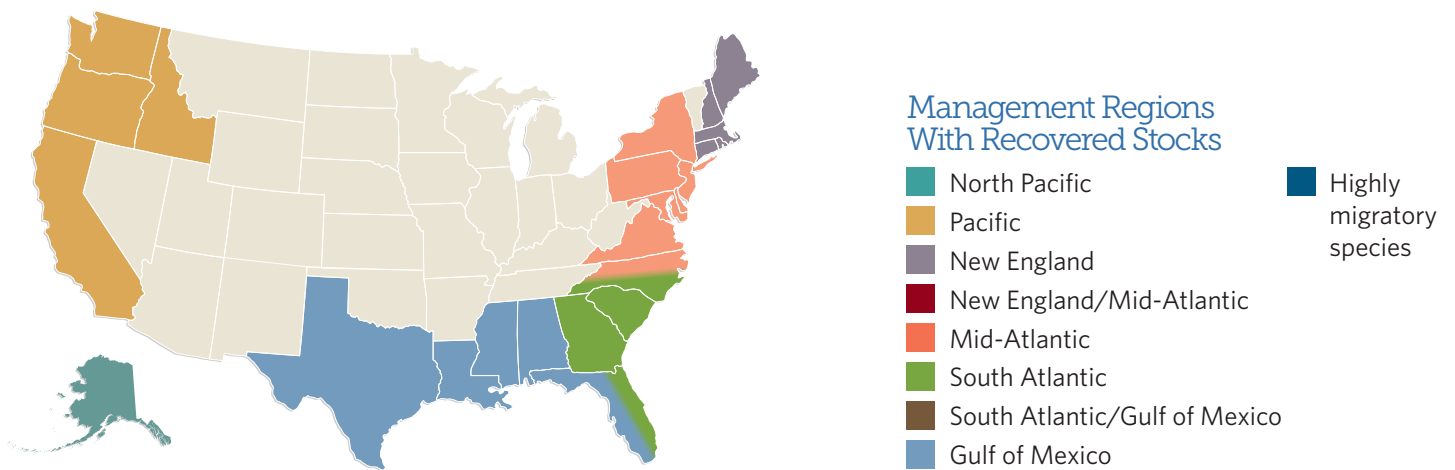 Management Regions
With Recovered Stocks
North Pacific
Pacific
New England
New England/Mid-Atlantic
Mid-Atlantic
South Atlantic
South Atlantic/Gulf of Mexico
Gulf of Mexico
Highly
migratory
species